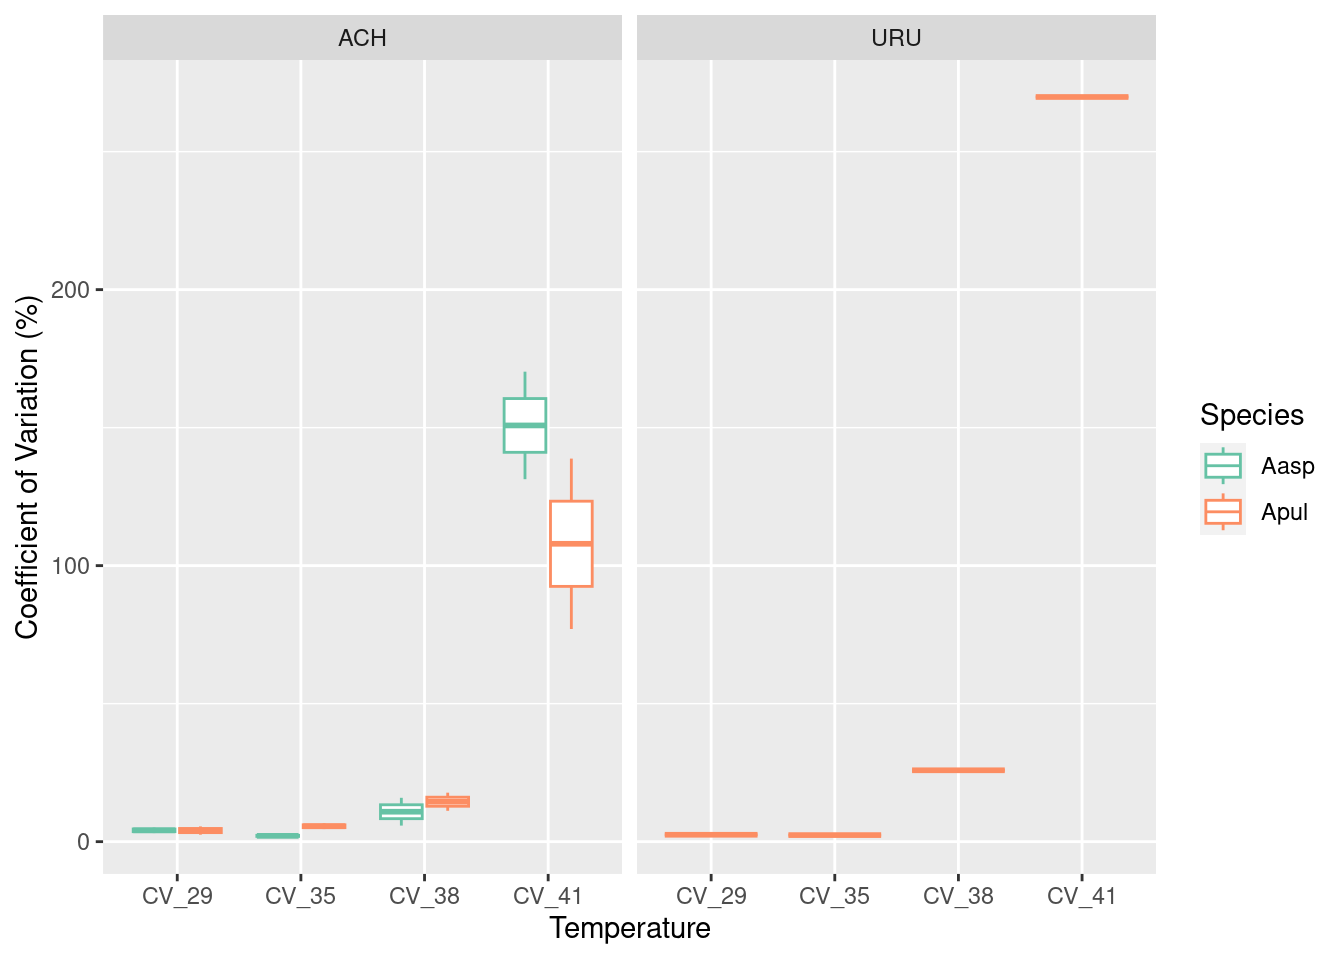 ACH
URU
Coefficient of Variation (%)
200
100
0
CV_29
CV_35
CV_38
CV_41
CV_29
CV_35
CV_38
CV_41
Temperature
Species
Aasp
Apul